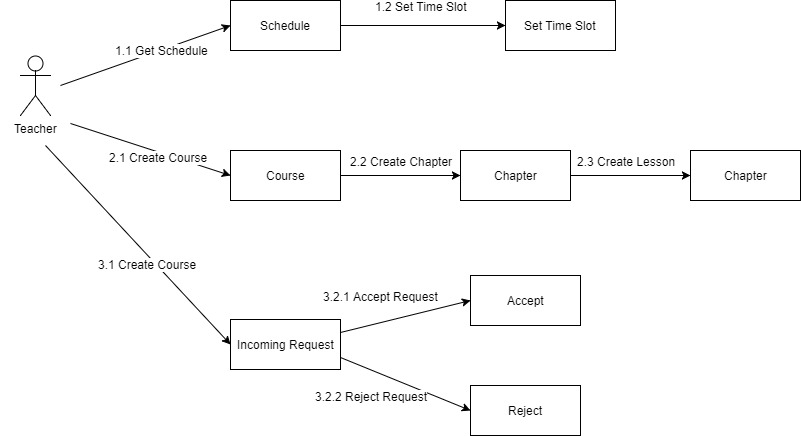 1.2 Set Time Slot
Schedule
Set Time Slot
1.1 Get Schedule
Teacher
2.1 Create Course
2.2 Create Chapter
2.3 Create Lesson
Course
Chapter
Chapter
3.1 Create Course
3.2.1 Accept Request
Accept
Incoming Request
3.2.2 Reject Request
Reject